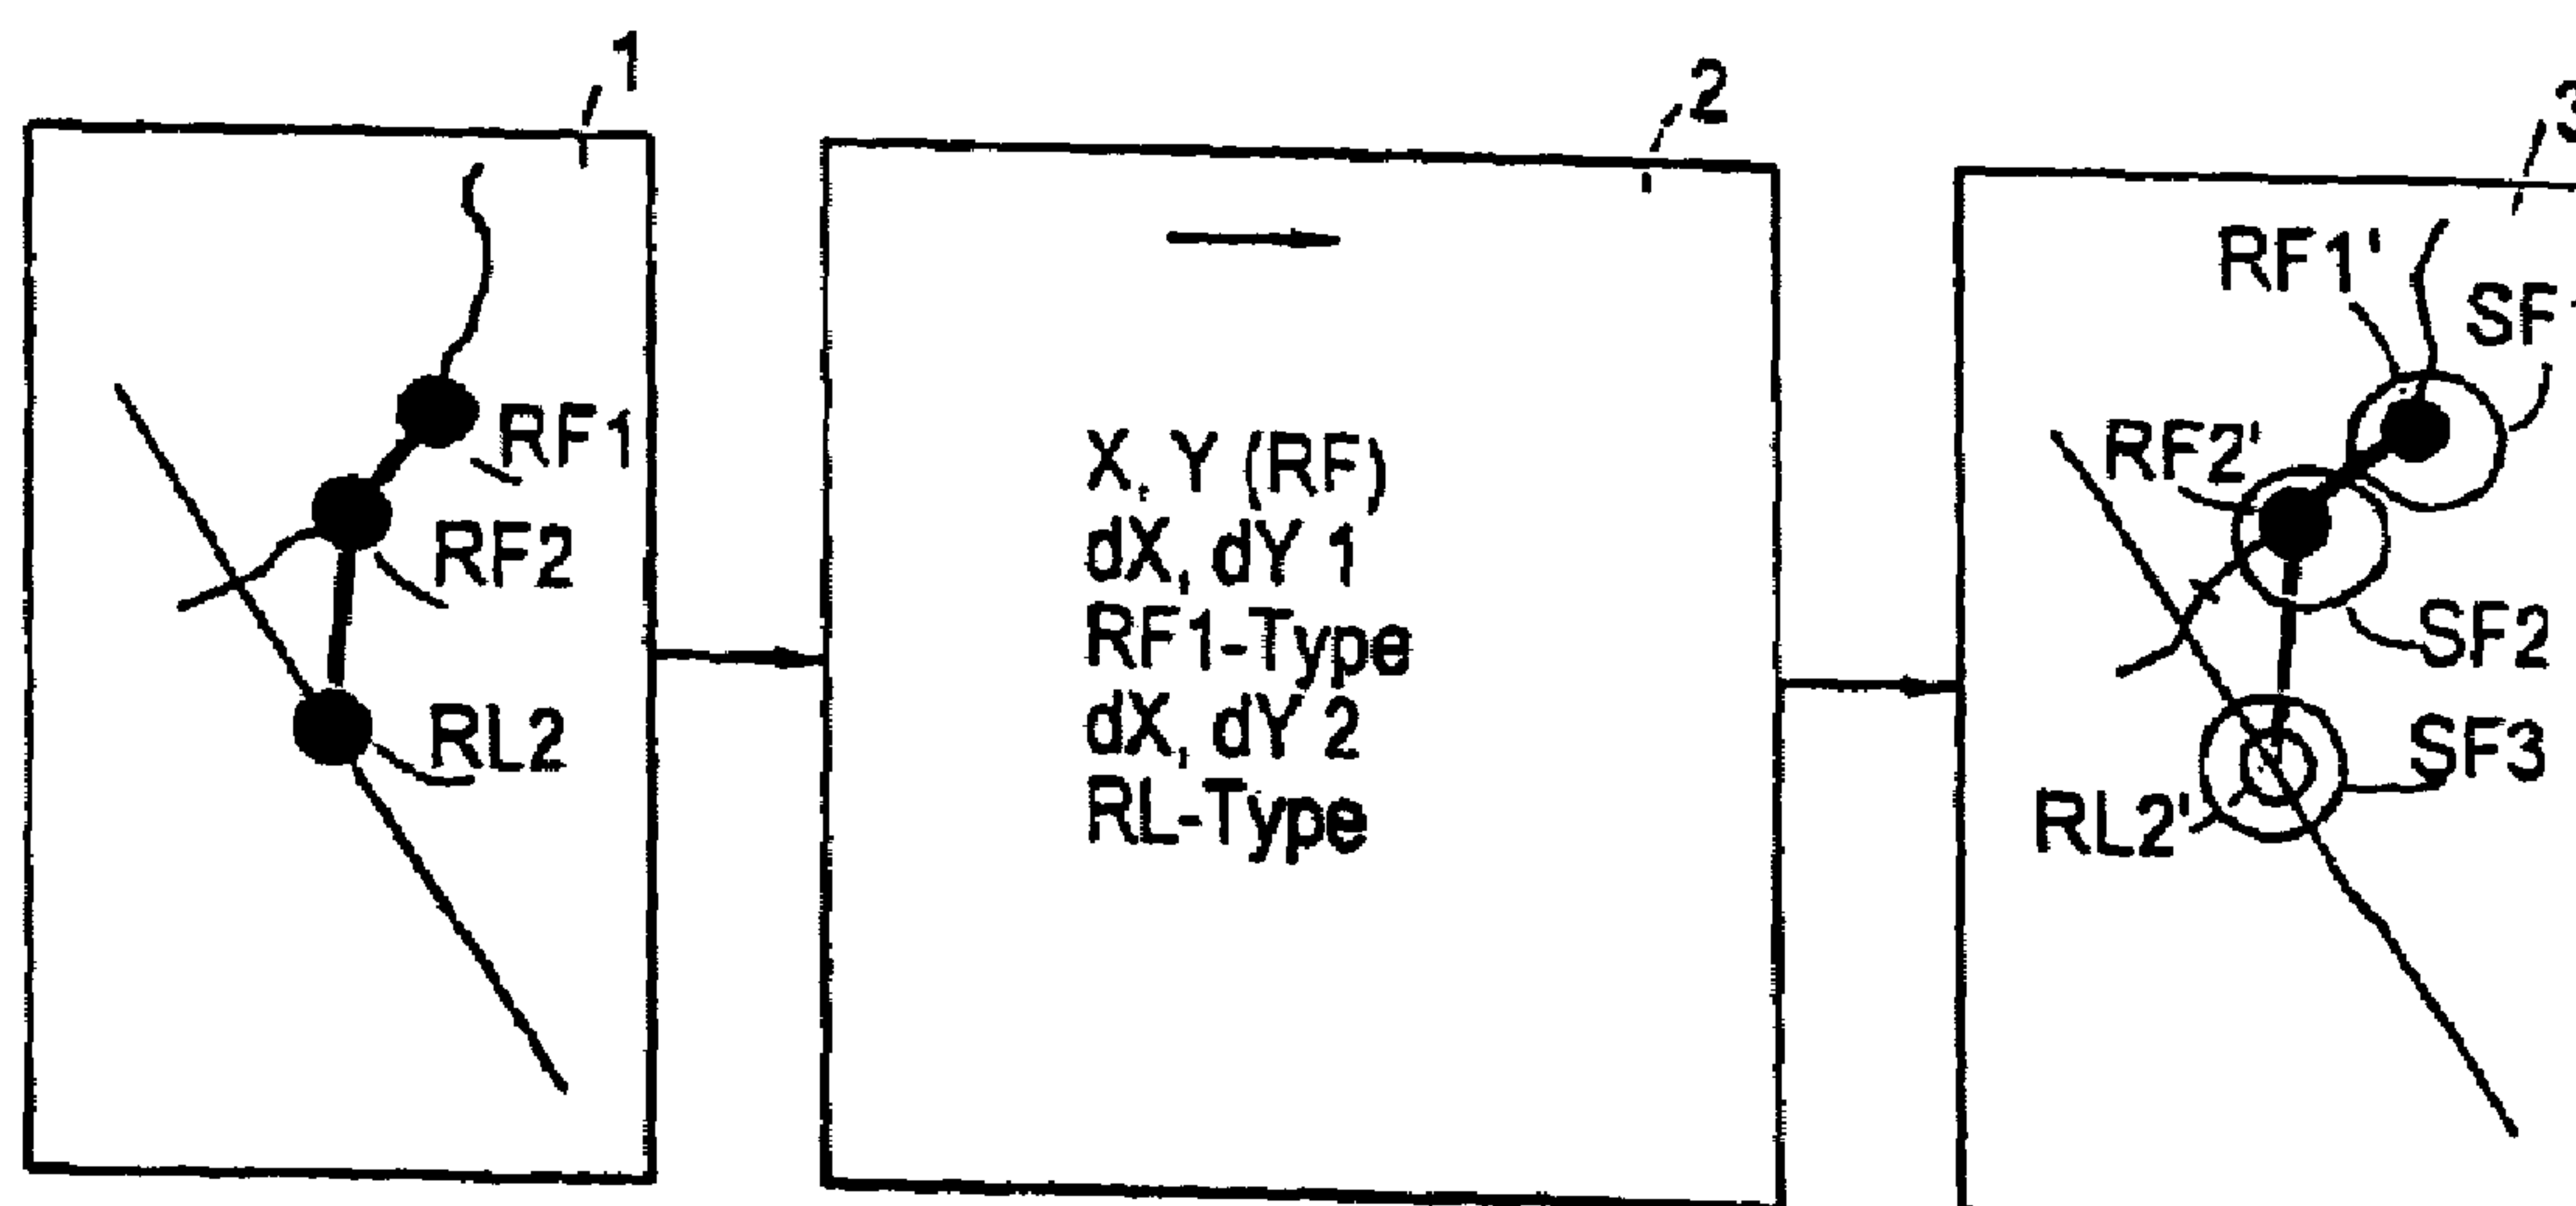 1
2
3
RF1
RF2
RL2
X, Y (RF)
dX, dY 1
RF1-Type
dX, dY 2
RL-Type
RF1'
SF1
RF2'
SF2
SF3
RL2'